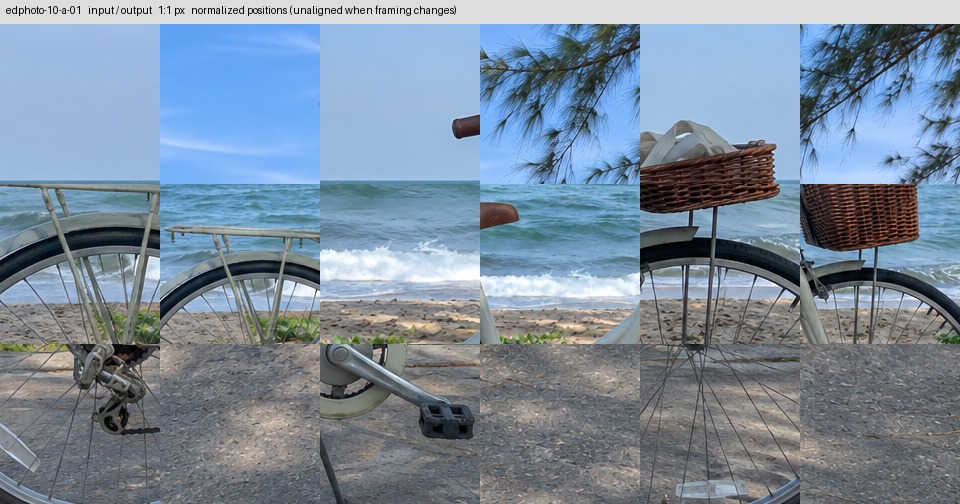 edphoto-10-a-01 input/output 1:1 px normalized positions (unaligned when framing changes)